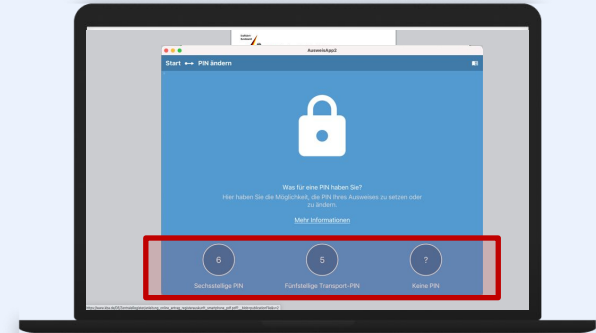 AusweisApp2
Start PIN ändern
Was für eine PIN haben Sie?
Hier haben Sie die Möglichkeit, die PIN Ihres Ausweises zu setzen oder
zu ändern.
Mehr Informationen
6 5 ?
Sechsstellige PIN Fünfstellige Transport-PIN Keine PIN